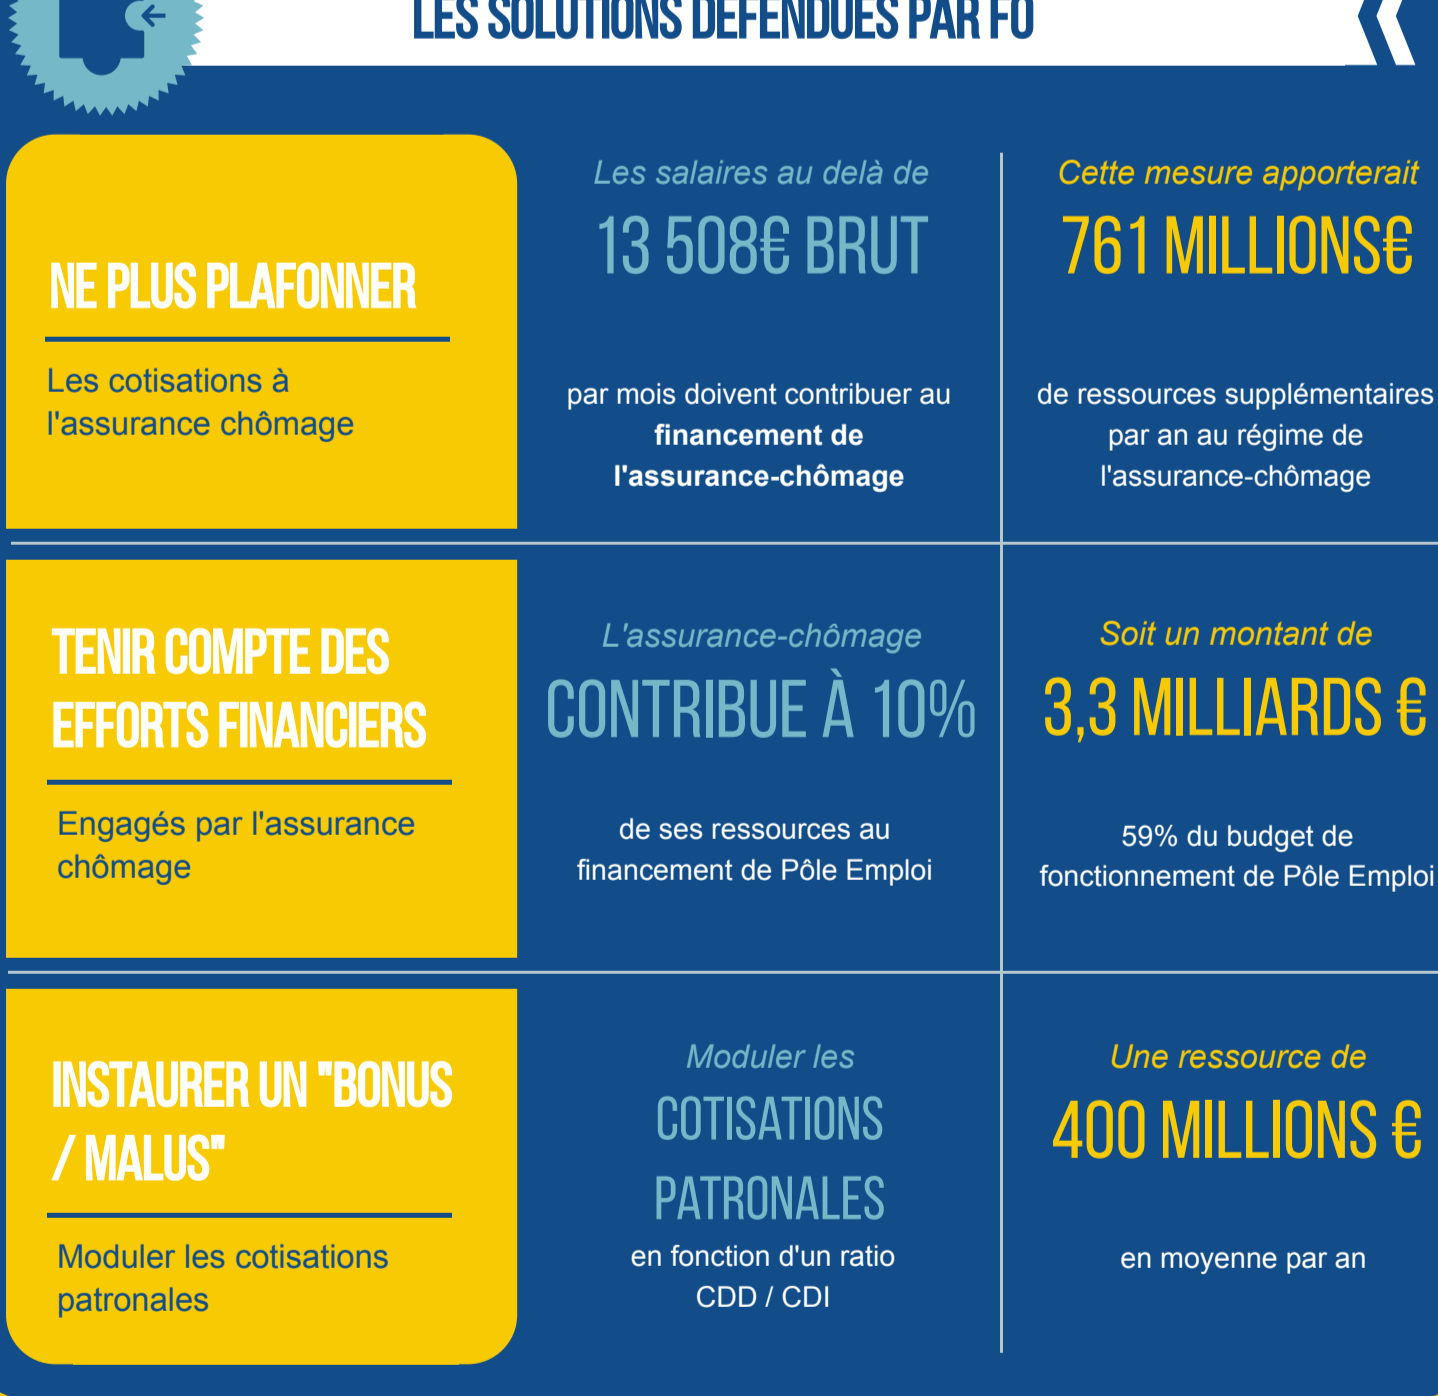 LES SOLUTIONS DÉFENDUES PAR FO
NE PLUS PLAFONNER
Les cotisations à
l'assurance chômage
Les salaires au delà de
13 508€ BRUT
par mois doivent contribuer au
financement de
l'assurance-chômage
Cette mesure apporterait
761 MILLIONS€
de ressources supplémentaires
par an au régime de
l'assurance-chômage
TENIR COMPTE DES
EFFORTS FINANCIERS
Engagés par l'assurance
chômage
L'assurance-chômage
CONTRIBUE À 10%
de ses ressources au
financement de Pôle Emploi
Soit un montant de
3,3 MILLIARDS €
59% du budget de
fonctionnement de Pôle Emploi
INSTAURER UN "BONUS
/ MALUS"
Moduler les cotisations
patronales
Moduler les
COTISATIONS
PATRONALES
en fonction d'un ratio
CDD / CDI
Une ressource de
400 MILLIONS €
en moyenne par an